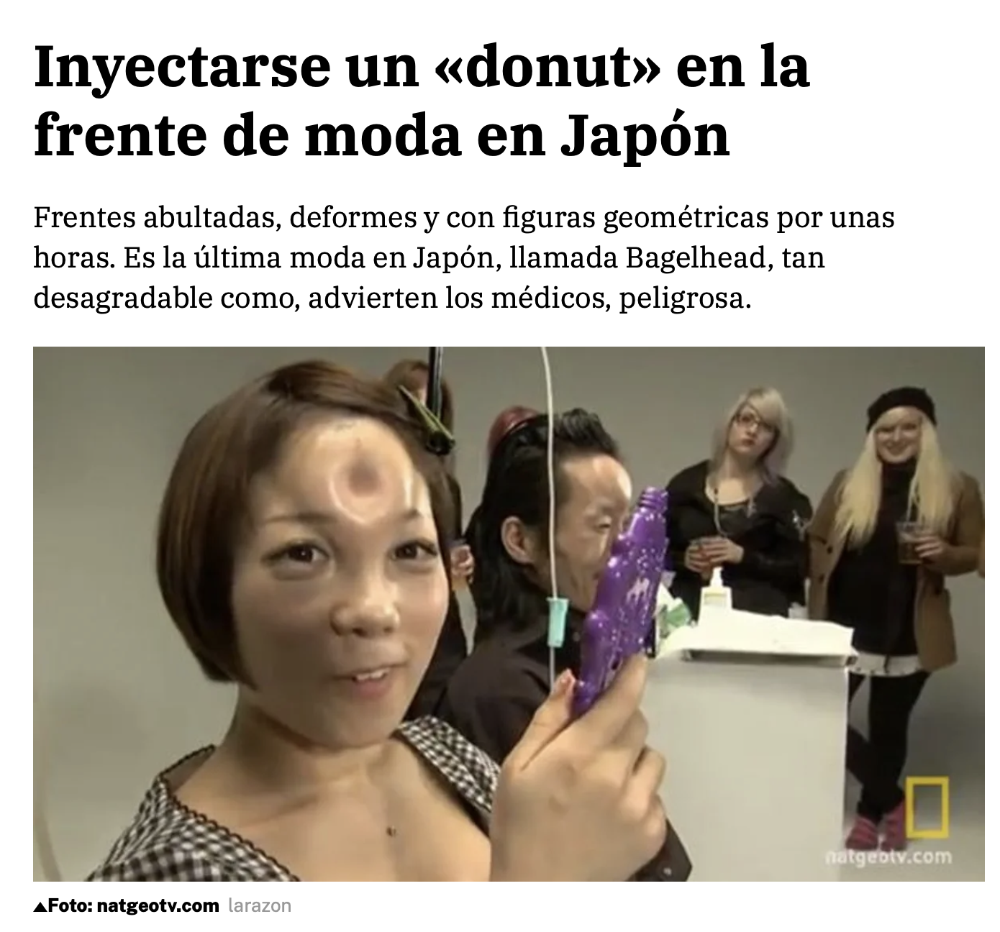 Inyectarse un «donut» en la
frente de moda en Japón
Frentes abultadas, deformes y con figuras geométricas por unas
horas. Es la última moda en Japón, llamada Bagelhead, tan
desagradable como, advierten los médicos, peligrosa.
natgeotv.com
▲Foto: natgeotv.com larazon